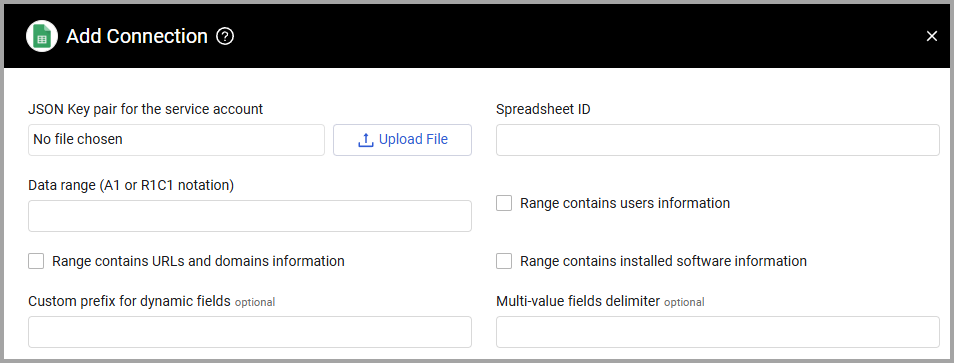 Add Connection ?
JSON Key pair for the service account
Spreadsheet ID
No file chosen
Upload File
Data range (A1 or R1C1 notation)
Range contains users information
Range contains URLs and domains information
Range contains installed software information
Custom prefix for dynamic fields optional
Multi-value fields delimiter optional